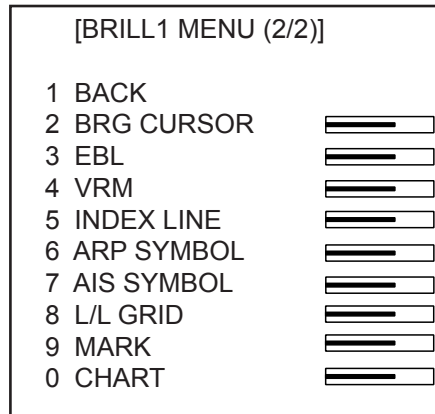 [BRILL1 MENU (2/2)]
1 BACK
2 BRG CURSOR
3 EBL
4 VRM
5 INDEX LINE
6 ARP SYMBOL
7 AIS SYMBOL
8 L/L GRID
9 MARK
0 CHART